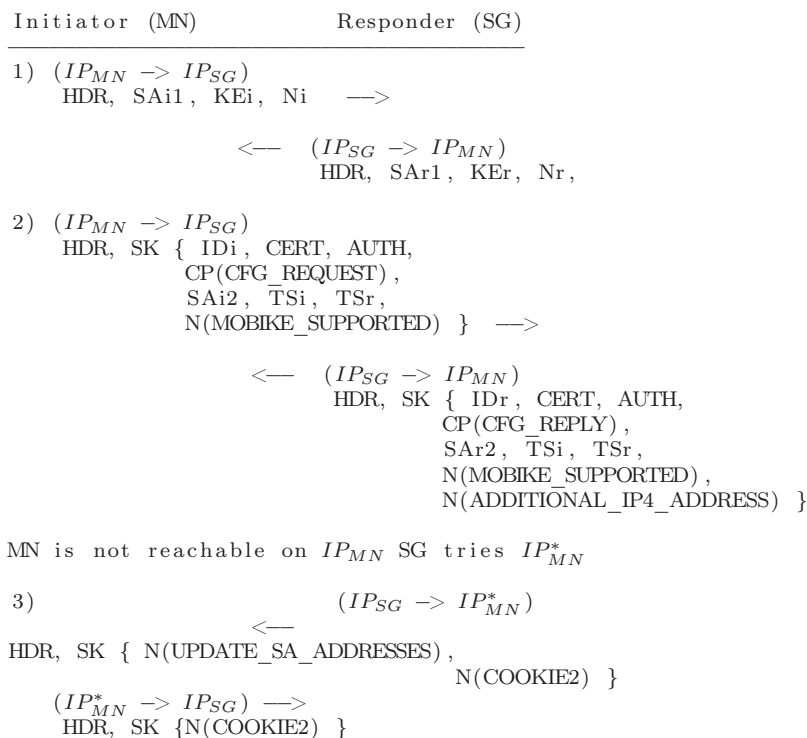 Initiator (MN) Responder (SG)
1) (IP_MN −> IP_SG)
HDR, SAi1, KEi, Ni −−>
<−− (IP_SG −> IP_MN)
HDR, SAr1, KEr, Nr,
2) (IP_MN −> IP_SG)
HDR, SK { IDi, CERT, AUTH,
CP(CFG_REQUEST),
SAi2, TSi, TSr,
N(MOBIKE_SUPPORTED) } −−>
<−− (IP_SG −> IP_MN)
HDR, SK { IDr, CERT, AUTH,
CP(CFG_REPLY),
SAr2, TSi, TSr,
N(MOBIKE_SUPPORTED),
N(ADDITIONAL_IP4_ADDRESS) }
MN is not reachable on IP_MN SG tries IP*_MN
3) (IP_SG −> IP*_MN)
<−−
HDR, SK { N(UPDATE_SA_ADDRESSES),
N(COOKIE2) }
(IP*_MN −> IP_SG) −−>
HDR, SK {N(COOKIE2) }